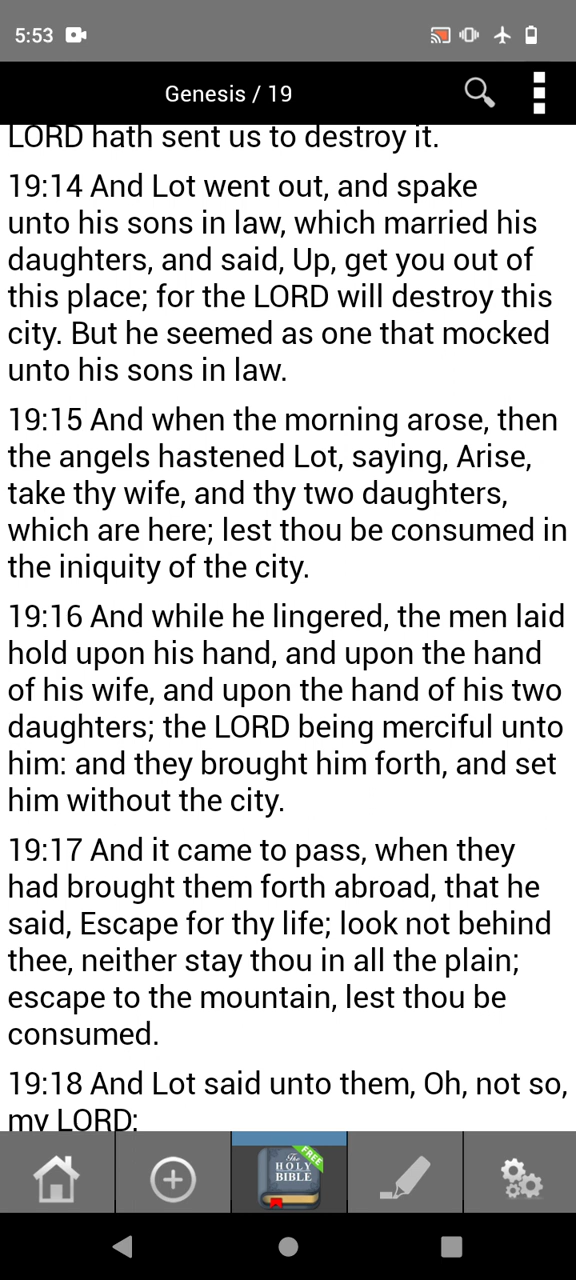 5:53
Genesis / 19
LORD hath sent us to destroy it.
19:14 And Lot went out, and spake
unto his sons in law, which married his
daughters, and said, Up, get you out of
this place; for the LORD will destroy this
city. But he seemed as one that mocked
unto his sons in law.
19:15 And when the morning arose, then
the angels hastened Lot, saying, Arise,
take thy wife, and thy two daughters,
which are here; lest thou be consumed in
the iniquity of the city.
19:16 And while he lingered, the men laid
hold upon his hand, and upon the hand
of his wife, and upon the hand of his two
daughters; the LORD being merciful unto
him: and they brought him forth, and set
him without the city.
19:17 And it came to pass, when they
had brought them forth abroad, that he
said, Escape for thy life; look not behind
thee, neither stay thou in all the plain;
escape to the mountain, lest thou be
consumed.
19:18 And Lot said unto them, Oh, not so,
my LORD:
The
HOLY
BIBLE
FREE